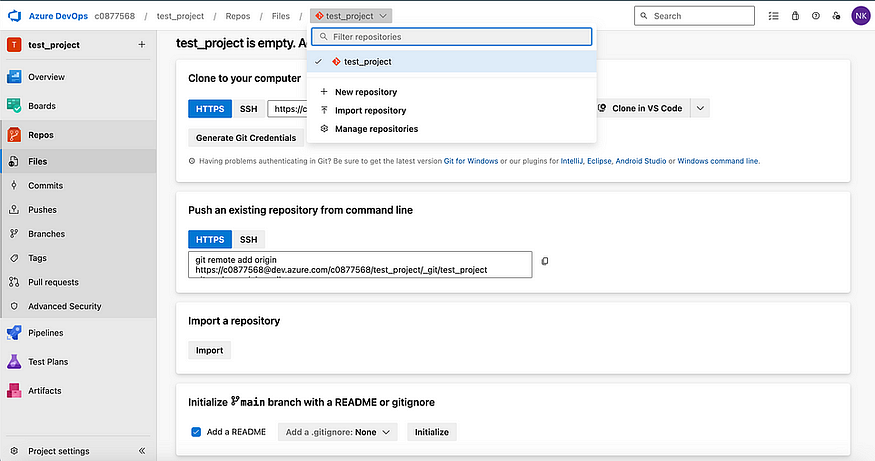 Azure DevOps c0877568 / test_project / Repos / Files / test_project
Search
NK
T test_project +
Overview
Boards
Repos
Files
Commits
Pushes
Branches
Tags
Pull requests
Advanced Security
Pipelines
Test Plans
Artifacts
Project settings
test_project is empty. A
Filter repositories
test_project
New repository
Import repository
Manage repositories
Clone to your computer
HTTPS SSH https://c Clone in VS Code
Generate Git Credentials
Having problems authenticating in Git? Be sure to get the latest version Git for Windows or our plugins for IntelliJ, Eclipse, Android Studio or Windows command line.
Push an existing repository from command line
HTTPS SSH
git remote add origin
https://c0877568@dev.azure.com/c0877568/test_project/_git/test_project
Import a repository
Import
Initialize main branch with a README or gitignore
Add a README Add a .gitignore: None Initialize